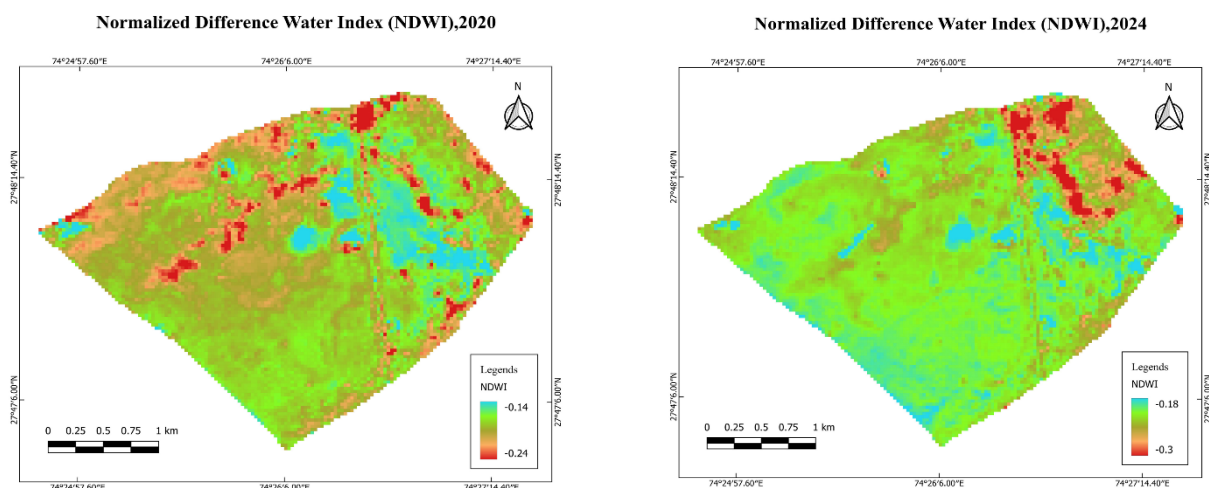 Normalized Difference Water Index (NDWI),2020
74°24'57.60"E 74°26'6.00"E 74°27'14.40"E
N
27°48'14.40"N 27°48'14.40"N
27°47'6.00"N 27°47'6.00"N
Legends
NDWI
-0.14
-0.24
0 0.25 0.5 0.75 1 km
74°24'57.60"E 74°26'6.00"E 74°27'14.40"E
Normalized Difference Water Index (NDWI),2024
74°24'57.60"E 74°26'6.00"E 74°27'14.40"E
N
27°48'14.40"N 27°48'14.40"N
27°47'6.00"N 27°47'6.00"N
Legends
NDWI
-0.18
-0.3
0 0.25 0.5 0.75 1 km
74°24'57.60"E 74°26'6.00"E 74°27'14.40"E